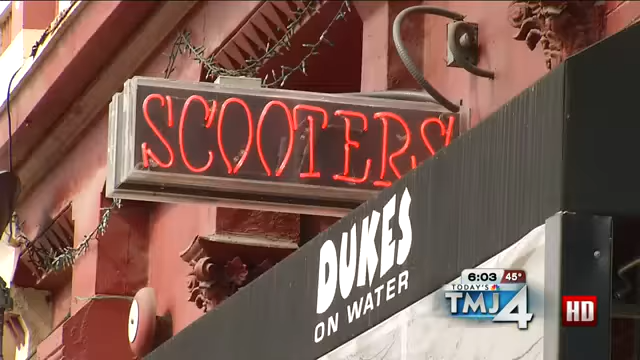 SCOOTERS
DUKES
ON WATER
6:03 45°
TODAY'S
TMJ4
HD